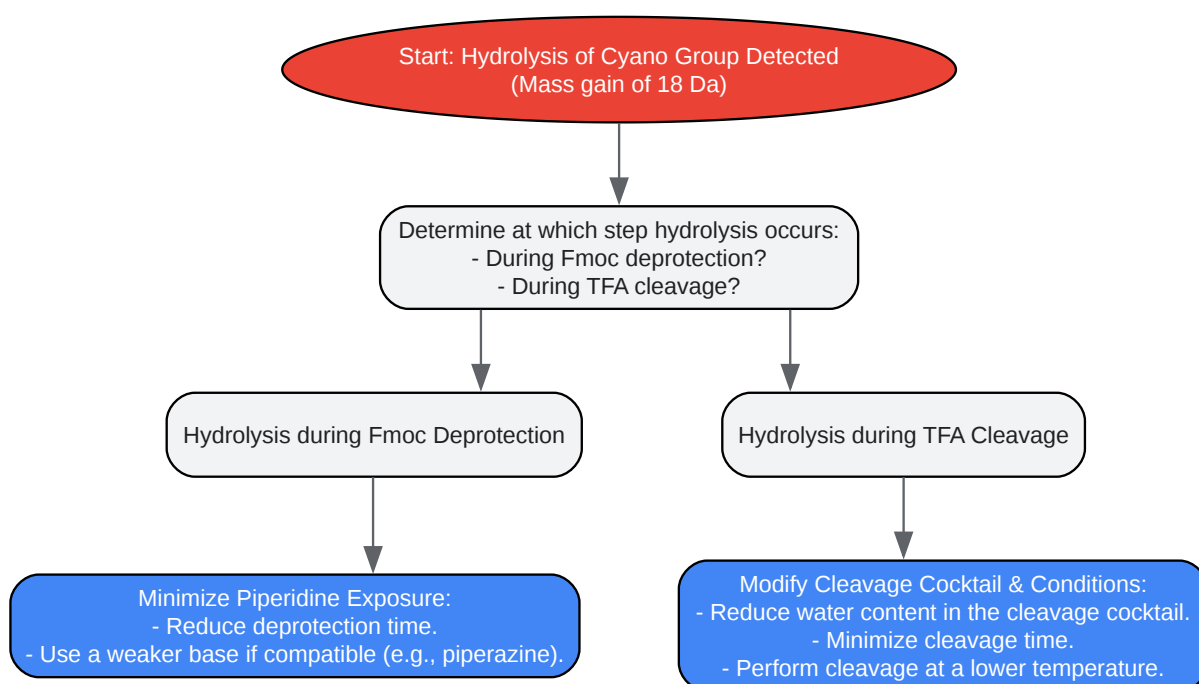 Start: Hydrolysis of Cyano Group Detected
(Mass gain of 18 Da)
Determine at which step hydrolysis occurs:
- During Fmoc deprotection?
- During TFA cleavage?
Hydrolysis during Fmoc Deprotection
Hydrolysis during TFA Cleavage
Minimize Piperidine Exposure:
- Reduce deprotection time.
- Use a weaker base if compatible (e.g., piperazine).
Modify Cleavage Cocktail & Conditions:
- Reduce water content in the cleavage cocktail.
- Minimize cleavage time.
- Perform cleavage at a lower temperature.